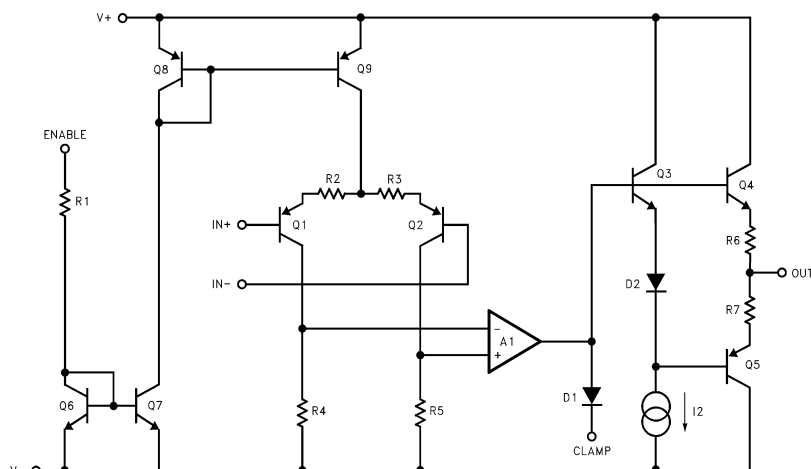 V+
Q8
Q9
ENABLE
R2
R3
Q3
Q4
R1
IN+
Q1
Q2
R6
IN-
D2
OUT
R7
-
A1
+
Q5
Q6
Q7
R4
R5
D1
I2
CLAMP
V